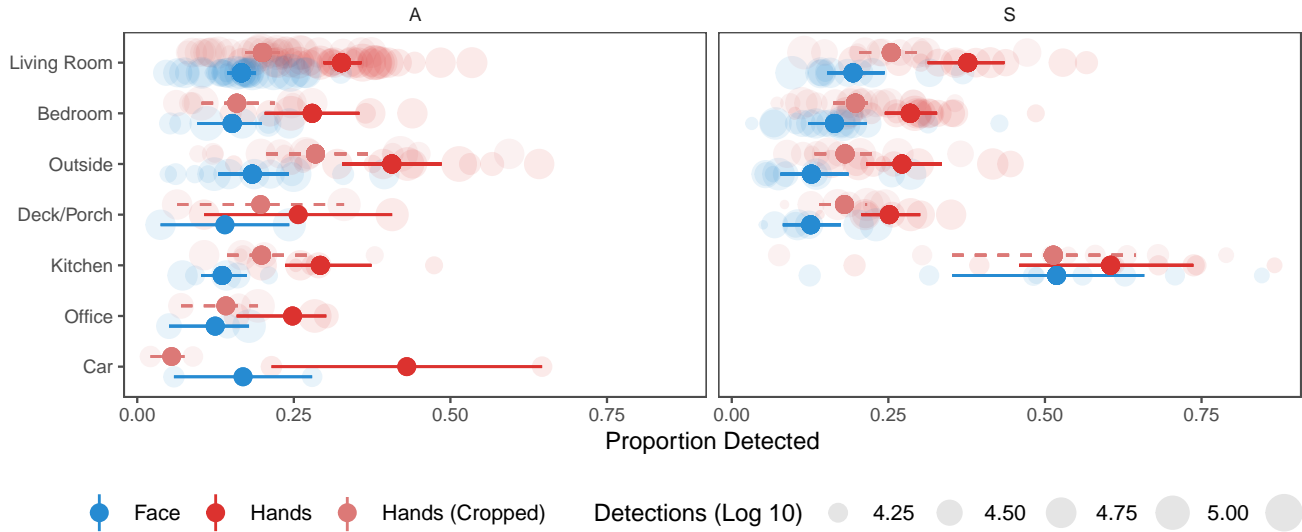 A
S
Living Room
Bedroom
Outside
Deck/Porch
Kitchen
Office
Car
0.00 0.25 0.50 0.75 0.00 0.25 0.50 0.75
Proportion Detected
Face Hands Hands (Cropped) Detections (Log 10) 4.25 4.50 4.75 5.00